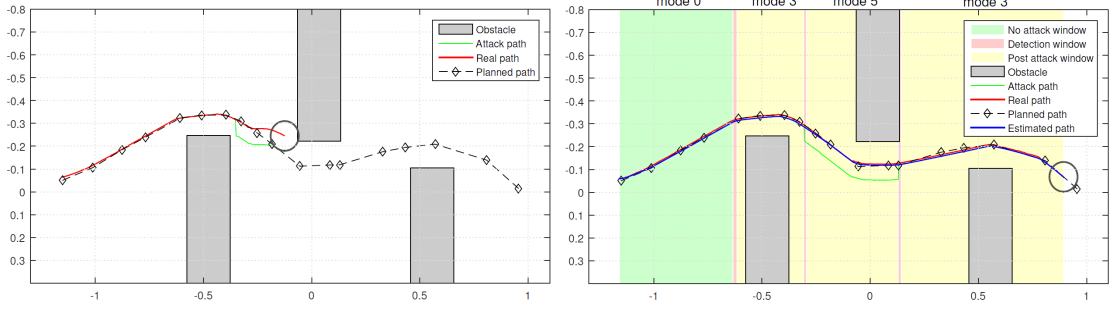 mode 0 mode 3 mode 5 mode 3
-0.8
-0.7
-0.6
-0.5
-0.4
-0.3
-0.2
-0.1
0
0.1
0.2
0.3
-1 -0.5 0 0.5 1
Obstacle
Attack path
Real path
Planned path
-0.8
-0.7
-0.6
-0.5
-0.4
-0.3
-0.2
-0.1
0
0.1
0.2
0.3
-1 -0.5 0 0.5 1
No attack window
Detection window
Post attack window
Obstacle
Attack path
Real path
Planned path
Estimated path